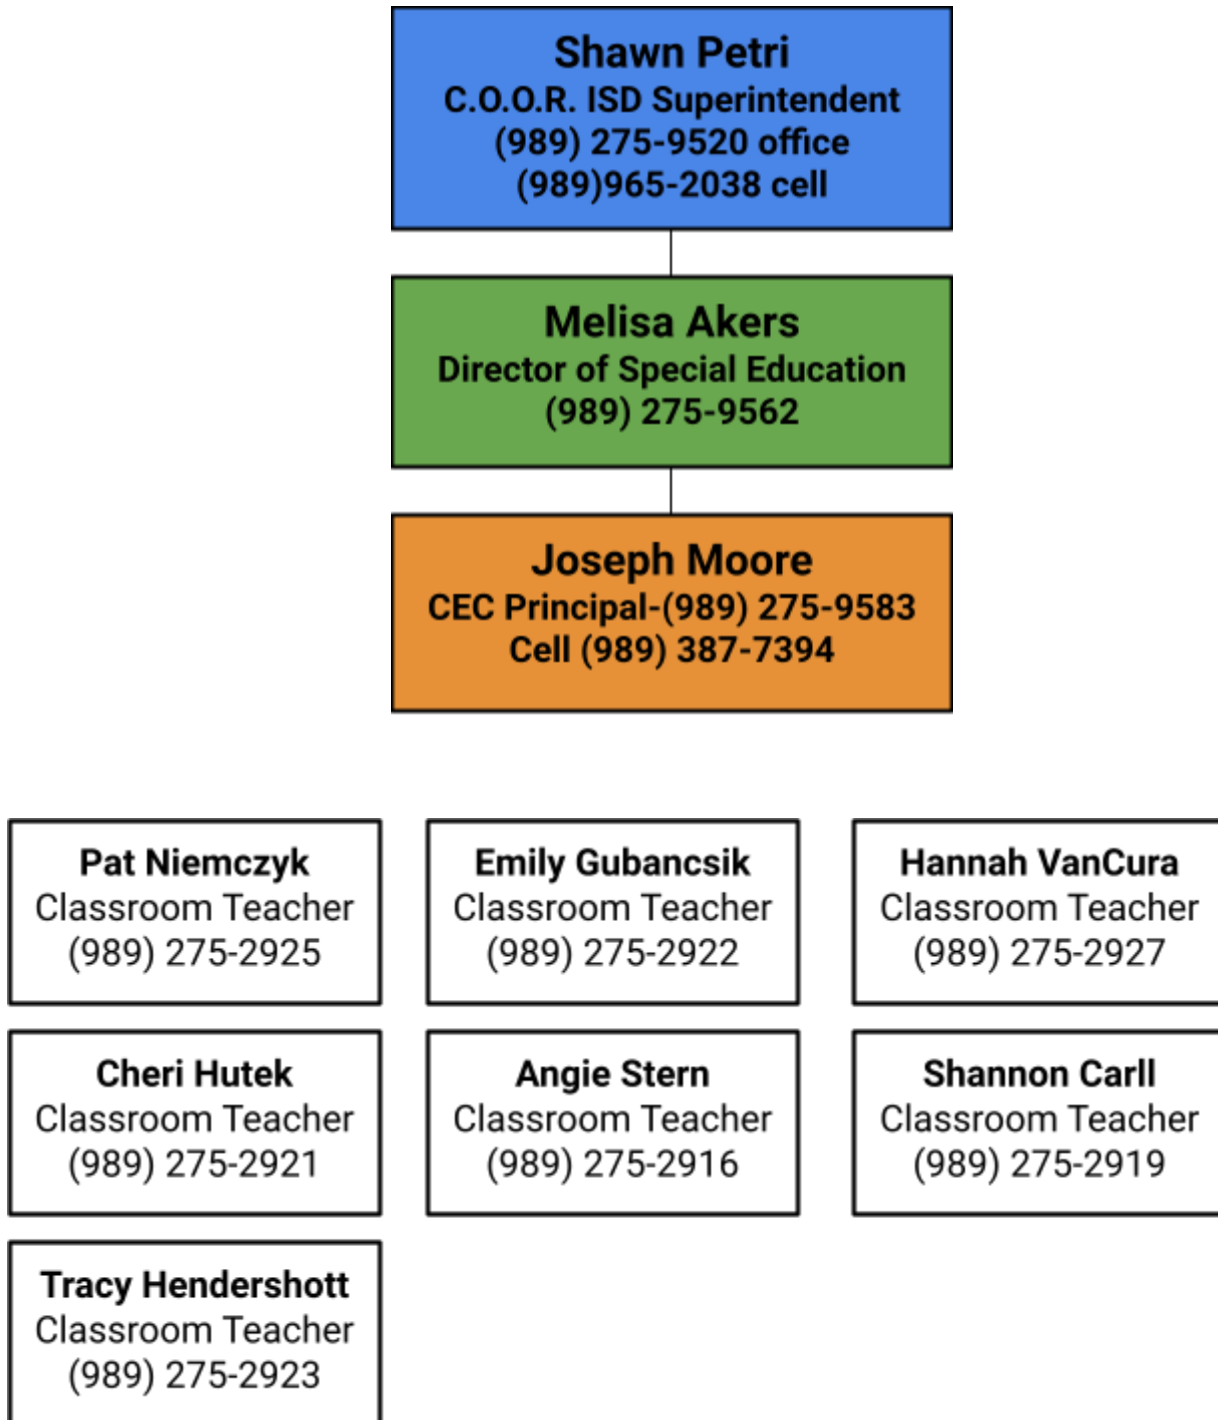 Shawn Petri
C.O.O.R. ISD Superintendent
(989) 275-9520 office
(989)965-2038 cell
Melisa Akers
Director of Special Education
(989) 275-9562
Joseph Moore
CEC Principal-(989) 275-9583
Cell (989) 387-7394
Pat Niemczyk
Classroom Teacher
(989) 275-2925
Emily Gubancsik
Classroom Teacher
(989) 275-2922
Hannah VanCura
Classroom Teacher
(989) 275-2927
Cheri Hutek
Classroom Teacher
(989) 275-2921
Angie Stern
Classroom Teacher
(989) 275-2916
Shannon Carll
Classroom Teacher
(989) 275-2919
Tracy Hendershott
Classroom Teacher
(989) 275-2923